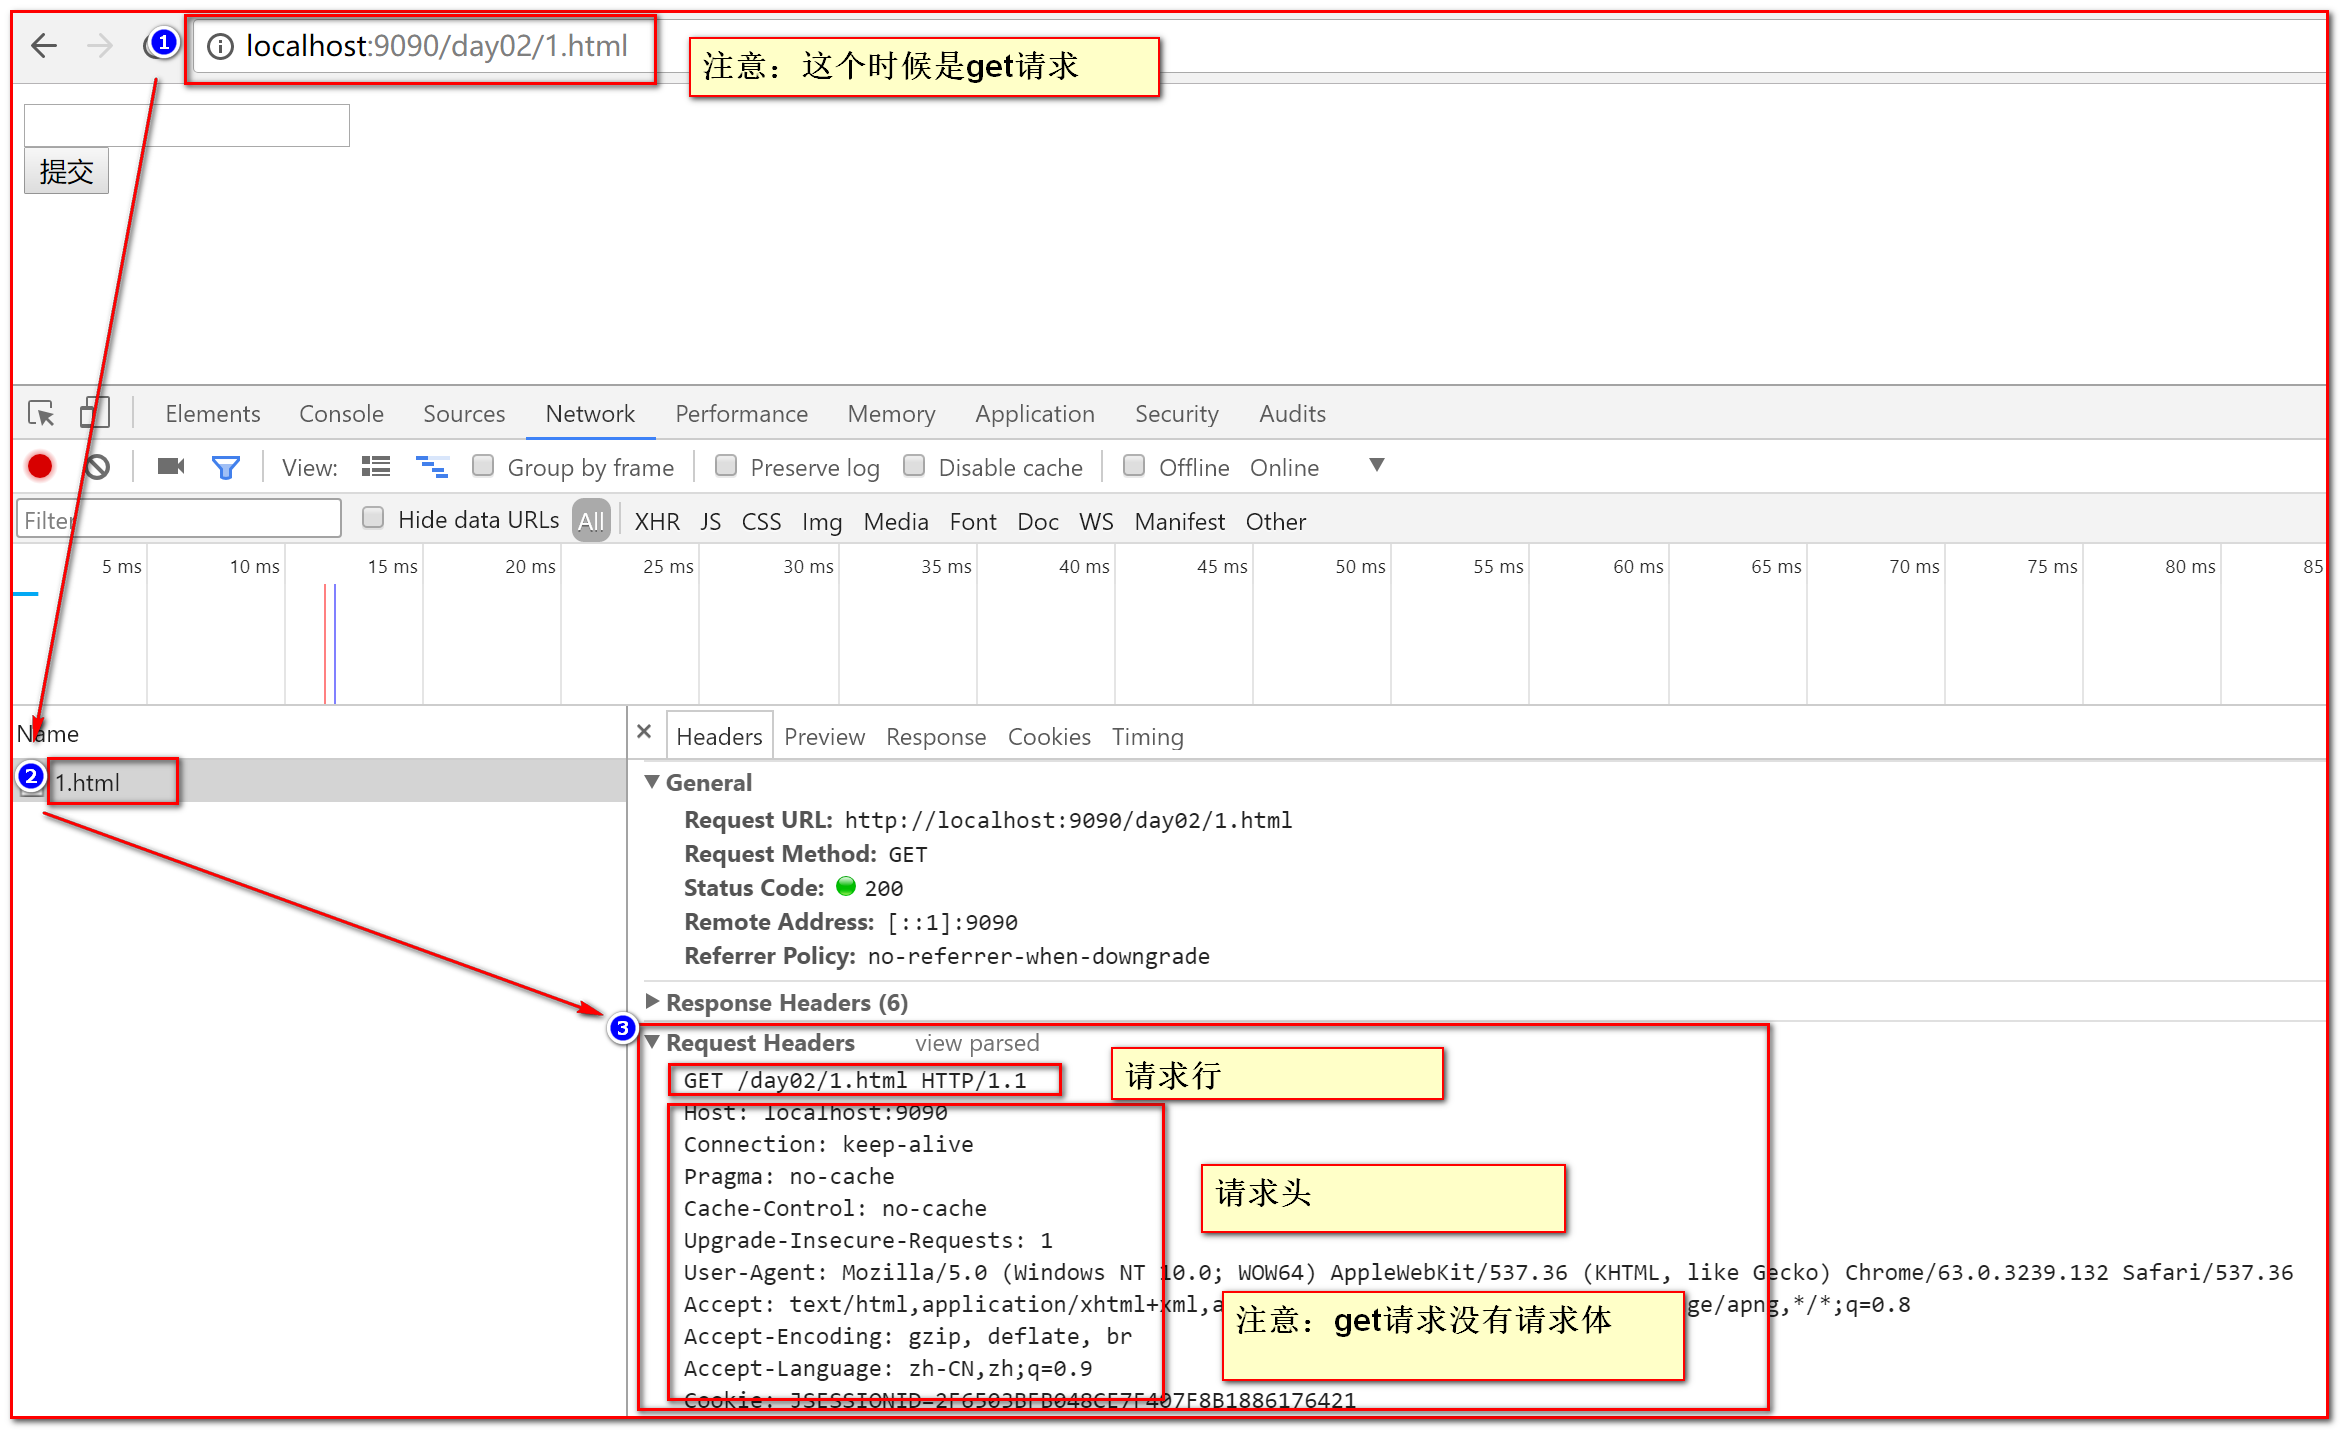 1
localhost:9090/day02/1.html
注意：这个时候是get请求
提交
Elements Console Sources Network Performance Memory Application Security Audits
View: Group by frame Preserve log Disable cache Offline Online
Filter Hide data URLs All XHR JS CSS Img Media Font Doc WS Manifest Other
5 ms 10 ms 15 ms 20 ms 25 ms 30 ms 35 ms 40 ms 45 ms 50 ms 55 ms 60 ms 65 ms 70 ms 75 ms 80 ms 85
Name
2 1.html
× Headers Preview Response Cookies Timing
General
Request URL: http://localhost:9090/day02/1.html
Request Method: GET
Status Code: 200
Remote Address: [::1]:9090
Referrer Policy: no-referrer-when-downgrade
Response Headers (6)
3
Request Headers view parsed
GET /day02/1.html HTTP/1.1
请求行
Host: localhost:9090
Connection: keep-alive
Pragma: no-cache
请求头
Cache-Control: no-cache
Upgrade-Insecure-Requests: 1
User-Agent: Mozilla/5.0 (Windows NT 10.0; WOW64) AppleWebKit/537.36 (KHTML, like Gecko) Chrome/63.0.3239.132 Safari/537.36
Accept: text/html,application/xhtml+xml,a ge/apng,*/*;q=0.8
注意：get请求没有请求体
Accept-Encoding: gzip, deflate, br
Accept-Language: zh-CN,zh;q=0.9
Cookie: JSESSIONID=2F6503BFB048CE7F407F8B1886176421